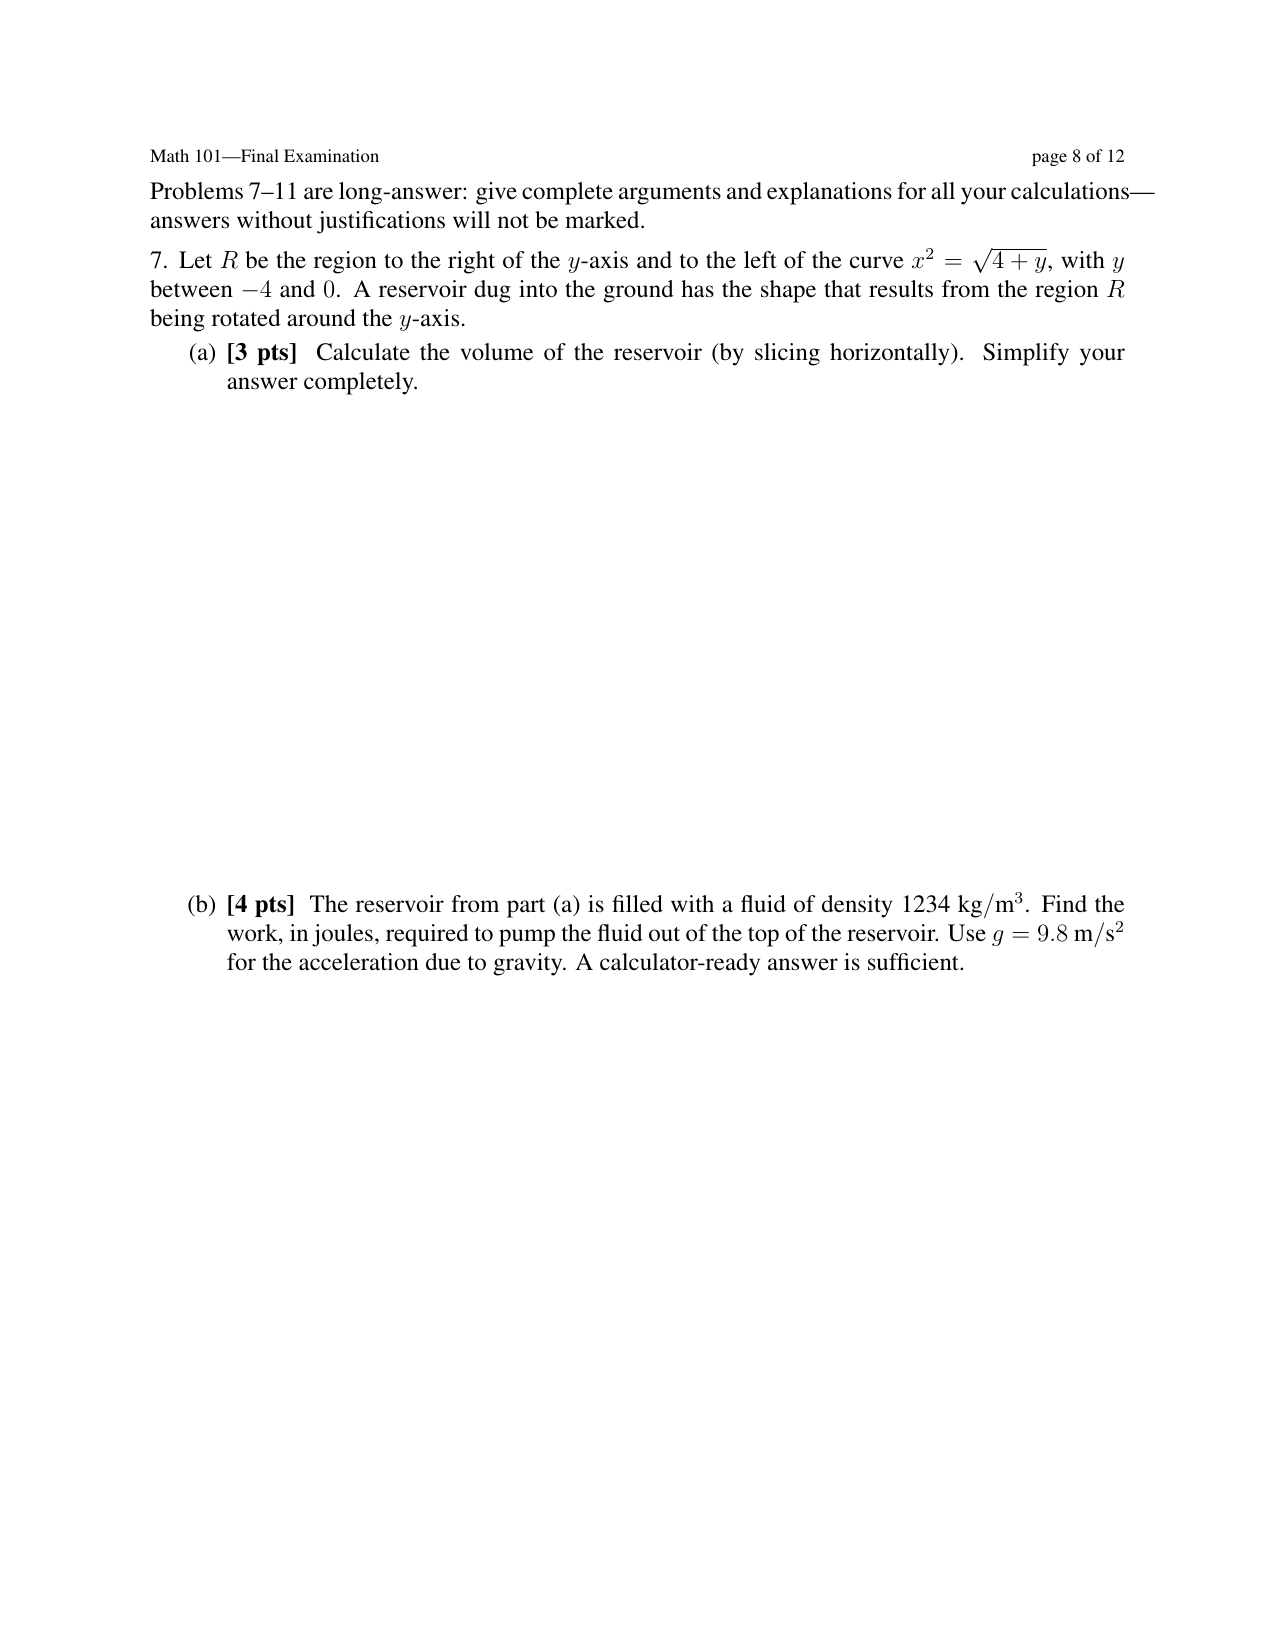 Math 101—Final Examination page 8 of 12
Problems 7–11 are long-answer: give complete arguments and explanations for all your calculations—
answers without justifications will not be marked.
7. Let R be the region to the right of the y-axis and to the left of the curve x² = √(4 + y), with y
between −4 and 0. A reservoir dug into the ground has the shape that results from the region R
being rotated around the y-axis.
(a) [3 pts] Calculate the volume of the reservoir (by slicing horizontally). Simplify your
answer completely.
(b) [4 pts] The reservoir from part (a) is filled with a fluid of density 1234 kg/m³. Find the
work, in joules, required to pump the fluid out of the top of the reservoir. Use g = 9.8 m/s²
for the acceleration due to gravity. A calculator-ready answer is sufficient.